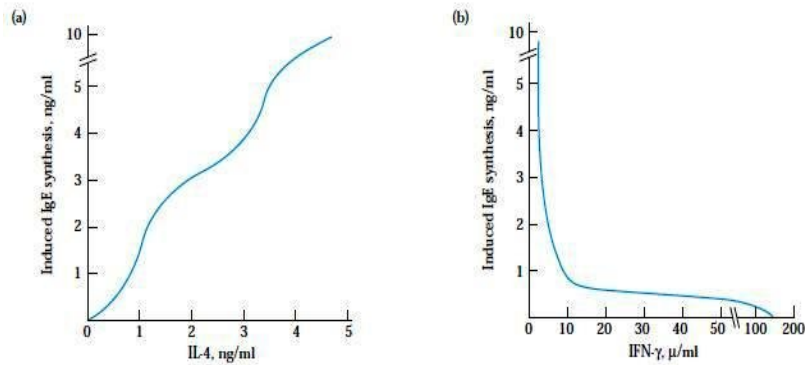 (a)
10
5
4
3
2
1
Induced IgE synthesis, ng/ml
0 1 2 3 4 5
IL-4, ng/ml
(b)
10
5
4
3
2
1
Induced IgE synthesis, ng/ml
0 10 20 30 40 50 100 200
IFN-γ, μ/ml